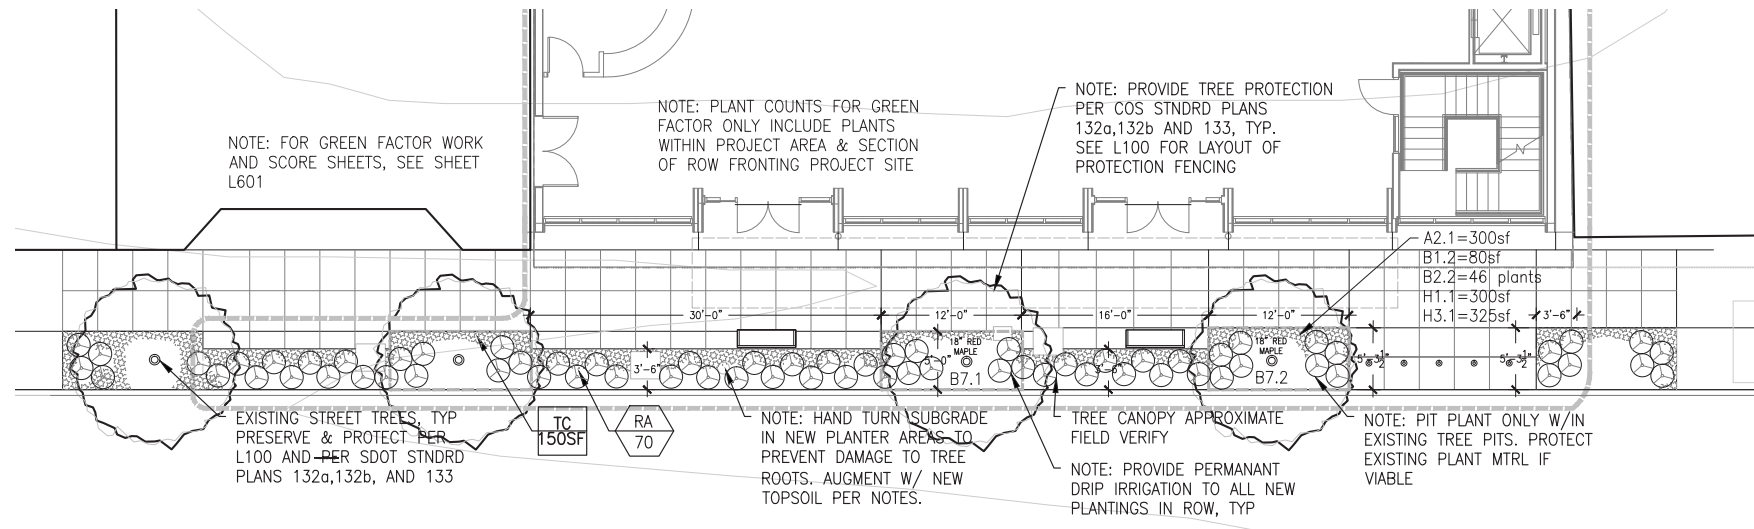 NOTE: FOR GREEN FACTOR WORK
AND SCORE SHEETS, SEE SHEET
L601
NOTE: PLANT COUNTS FOR GREEN
FACTOR ONLY INCLUDE PLANTS
WITHIN PROJECT AREA & SECTION
OF ROW FRONTING PROJECT SITE
NOTE: PROVIDE TREE PROTECTION
PER COS STNDRD PLANS
132a,132b AND 133, TYP.
SEE L100 FOR LAYOUT OF
PROTECTION FENCING
A2.1=300sf
B1.2=80sf
B2.2=46 plants
H1.1=300sf
H3.1=325sf
30'-0" 12'-0" 16'-0" 12'-0" 3'-6"
3'-6"
18" RED
MAPLE
5'-0"
B7.1
3'-6"
18" RED
MAPLE
B7.2
5'-3½" 5'-3½"
EXISTING STREET TREES, TYP
PRESERVE & PROTECT PER
L100 AND PER SDOT STNDRD
PLANS 132a,132b, AND 133
TC
150SF
RA
70
NOTE: HAND TURN SUBGRADE
IN NEW PLANTER AREAS TO
PREVENT DAMAGE TO TREE
ROOTS. AUGMENT W/ NEW
TOPSOIL PER NOTES.
TREE CANOPY APPROXIMATE
FIELD VERIFY
NOTE: PROVIDE PERMANANT
DRIP IRRIGATION TO ALL NEW
PLANTINGS IN ROW, TYP
NOTE: PIT PLANT ONLY W/IN
EXISTING TREE PITS. PROTECT
EXISTING PLANT MTRL IF
VIABLE